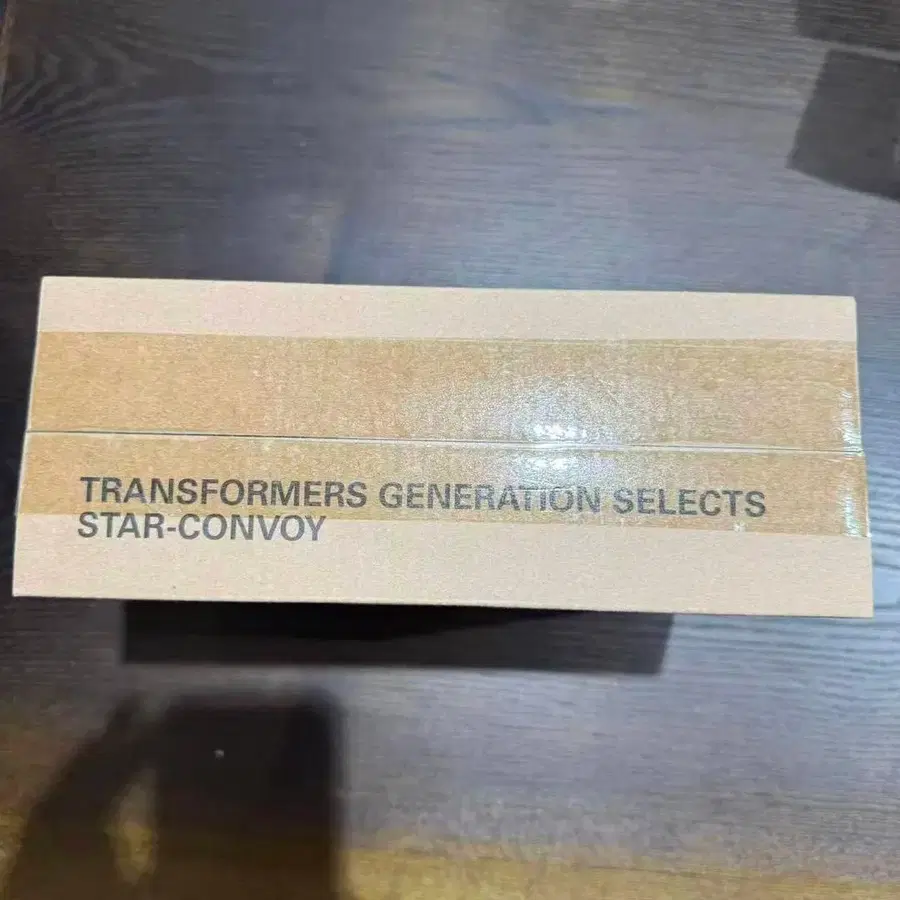 TRANSFORMERS GENERATION SELECTS
STAR-CONVOY